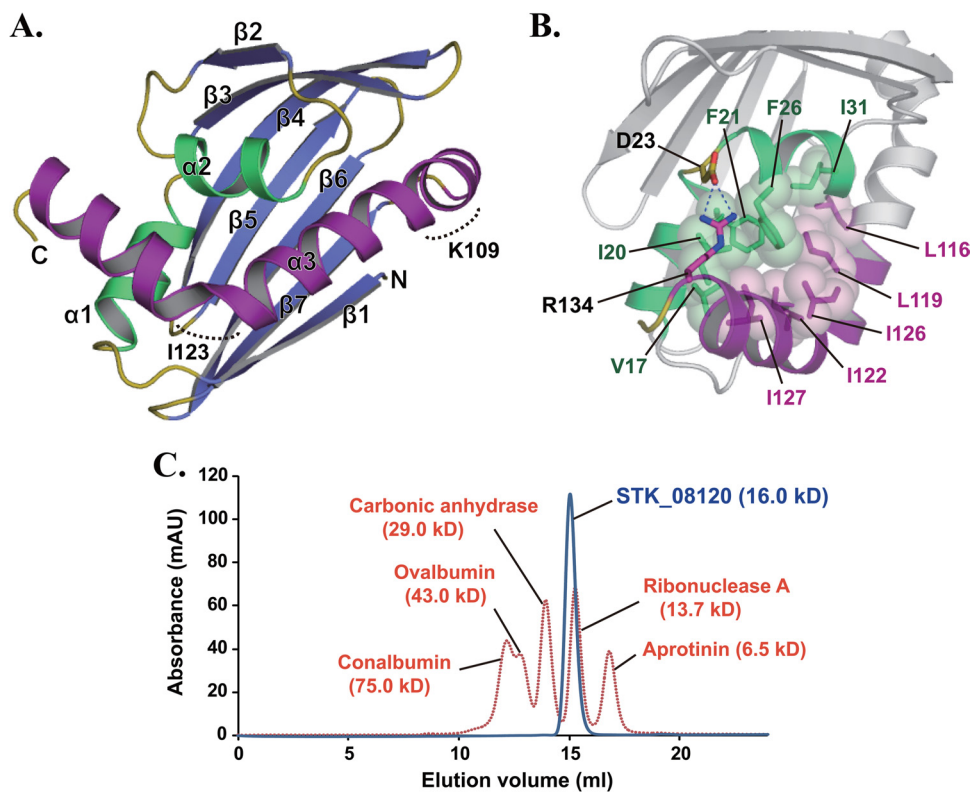 A.
β2
β3
β4
α2
β6
β5
K109
C
α3
N
β7
α1
β1
I123
B.
F21
F26
I31
D23
I20
L116
R134
L119
I126
V17
I122
I127
C.
120
100
80
60
40
20
0
Absorbance (mAU)
Carbonic anhydrase
(29.0 kD)
STK_08120 (16.0 kD)
Ovalbumin
(43.0 kD)
Ribonuclease A
(13.7 kD)
Conalbumin
(75.0 kD)
Aprotinin (6.5 kD)
0 5 10 15 20
Elution volume (ml)